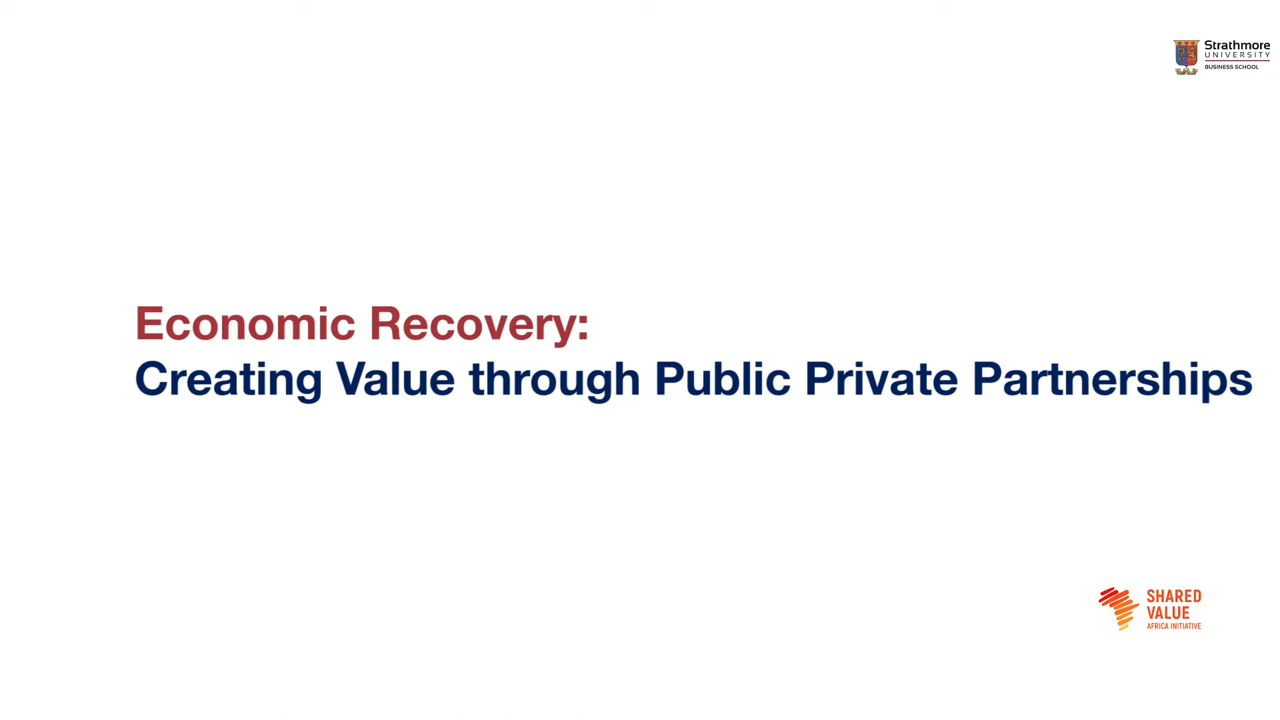 Strathmore
UNIVERSITY
BUSINESS SCHOOL
Economic Recovery:
Creating Value through Public Private Partnerships
SHARED
VALUE
AFRICA INITIATIVE